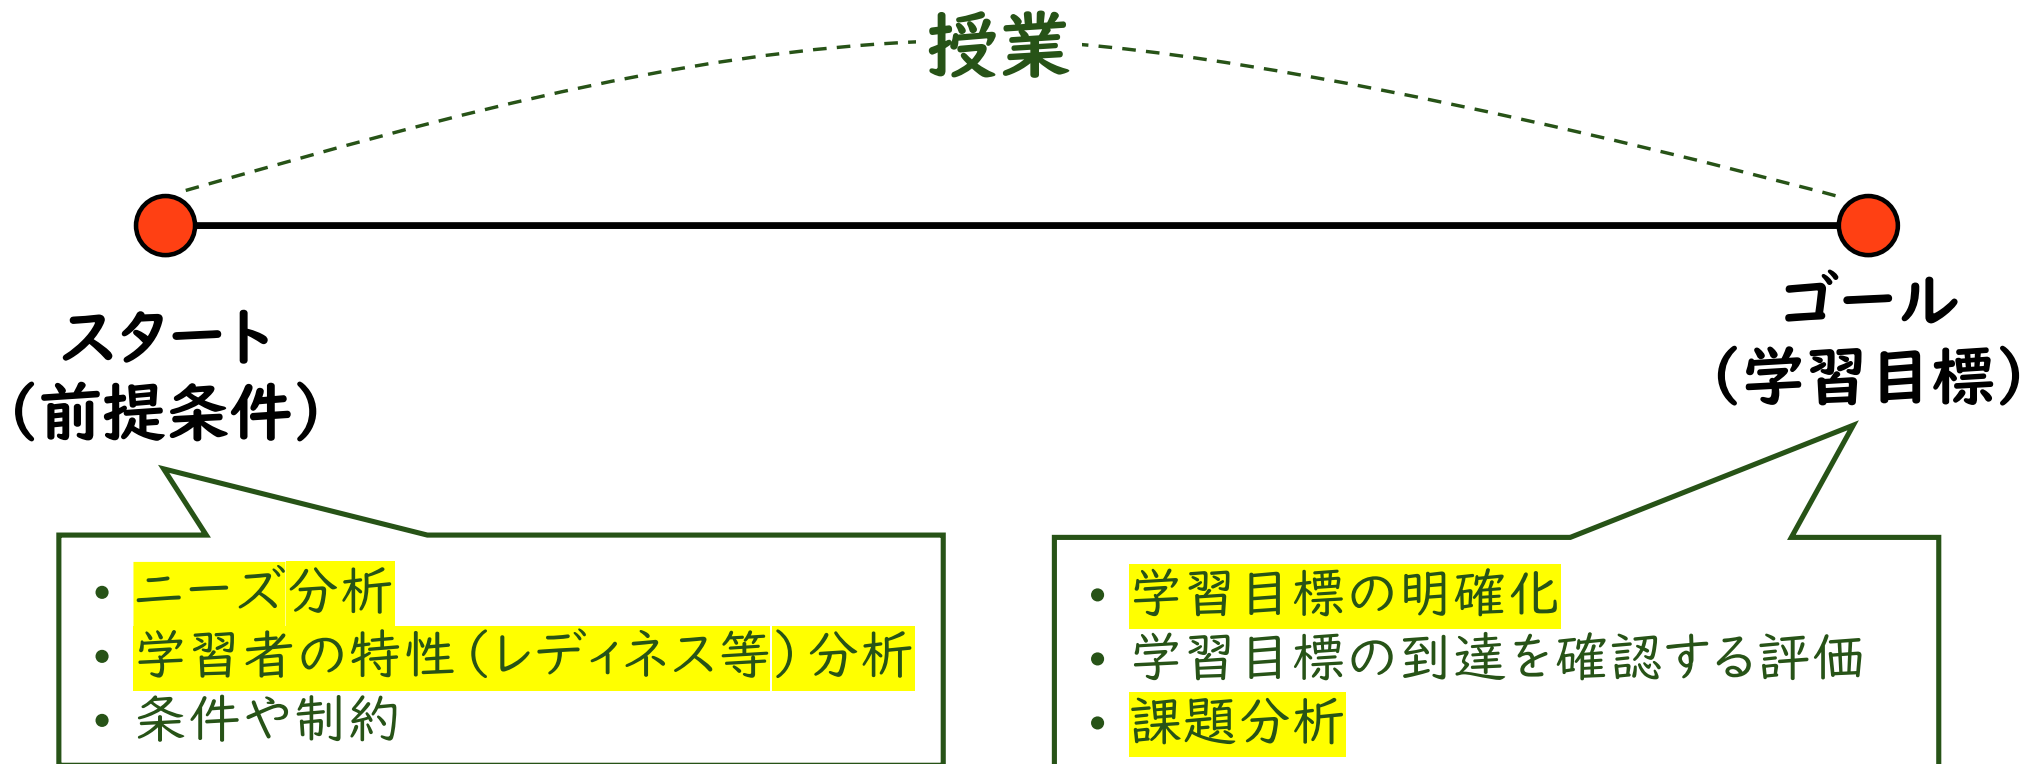 授業
スタート
（前提条件）
ゴール
（学習目標）
• ニーズ分析
• 学習者の特性（レディネス等）分析
• 条件や制約
• 学習目標の明確化
• 学習目標の到達を確認する評価
• 課題分析